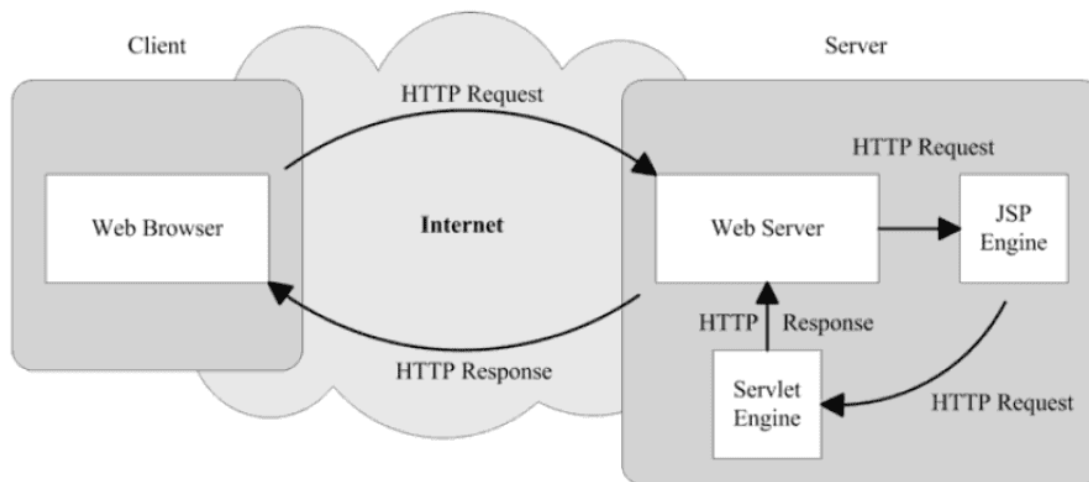 Client
Server
HTTP Request
HTTP Request
Web Browser
Internet
Web Server
JSP
Engine
HTTP Response
HTTP Response
Servlet
Engine
HTTP Request